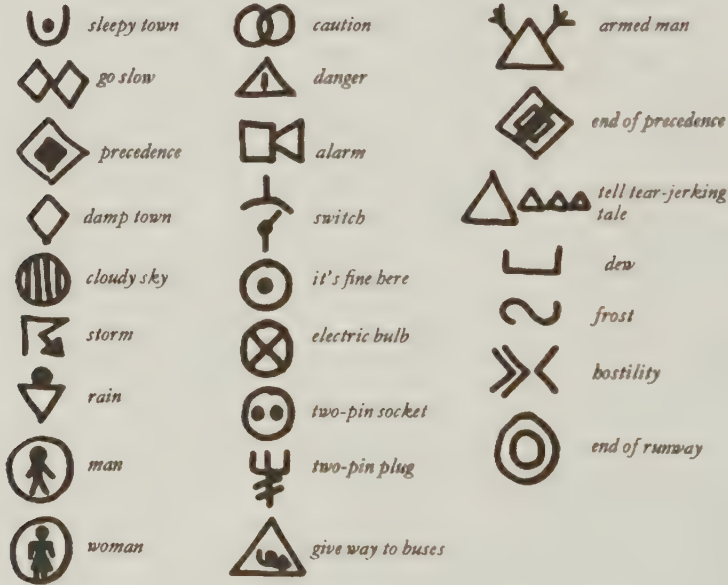 sleepy town
go slow
precedence
damp town
cloudy sky
storm
rain
man
woman
caution
danger
alarm
switch
it's fine here
electric bulb
two-pin socket
two-pin plug
give way to buses
armed man
end of precedence
tell tear-jerking
tale
dew
frost
hostility
end of runway